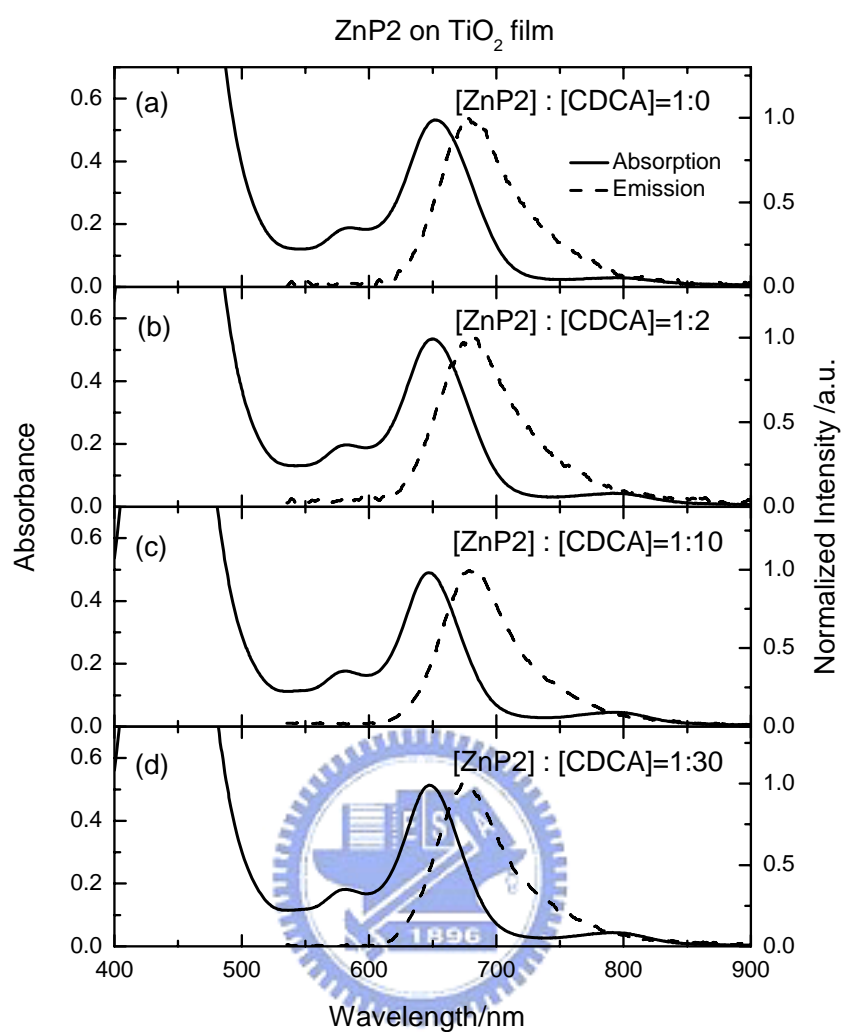 ZnP2 on TiO2 film
(a) [ZnP2] : [CDCA]=1:0
Absorption
Emission
0.6
0.4
0.2
0.0
1.0
0.5
0.0
(b) [ZnP2] : [CDCA]=1:2
0.6
0.4
0.2
0.0
1.0
0.5
0.0
(c) [ZnP2] : [CDCA]=1:10
0.6
0.4
0.2
0.0
1.0
0.5
0.0
(d) [ZnP2] : [CDCA]=1:30
0.6
0.4
0.2
0.0
1.0
0.5
0.0
Absorbance
Normalized Intensity /a.u.
E S A
1896
400 500 600 700 800 900
Wavelength/nm